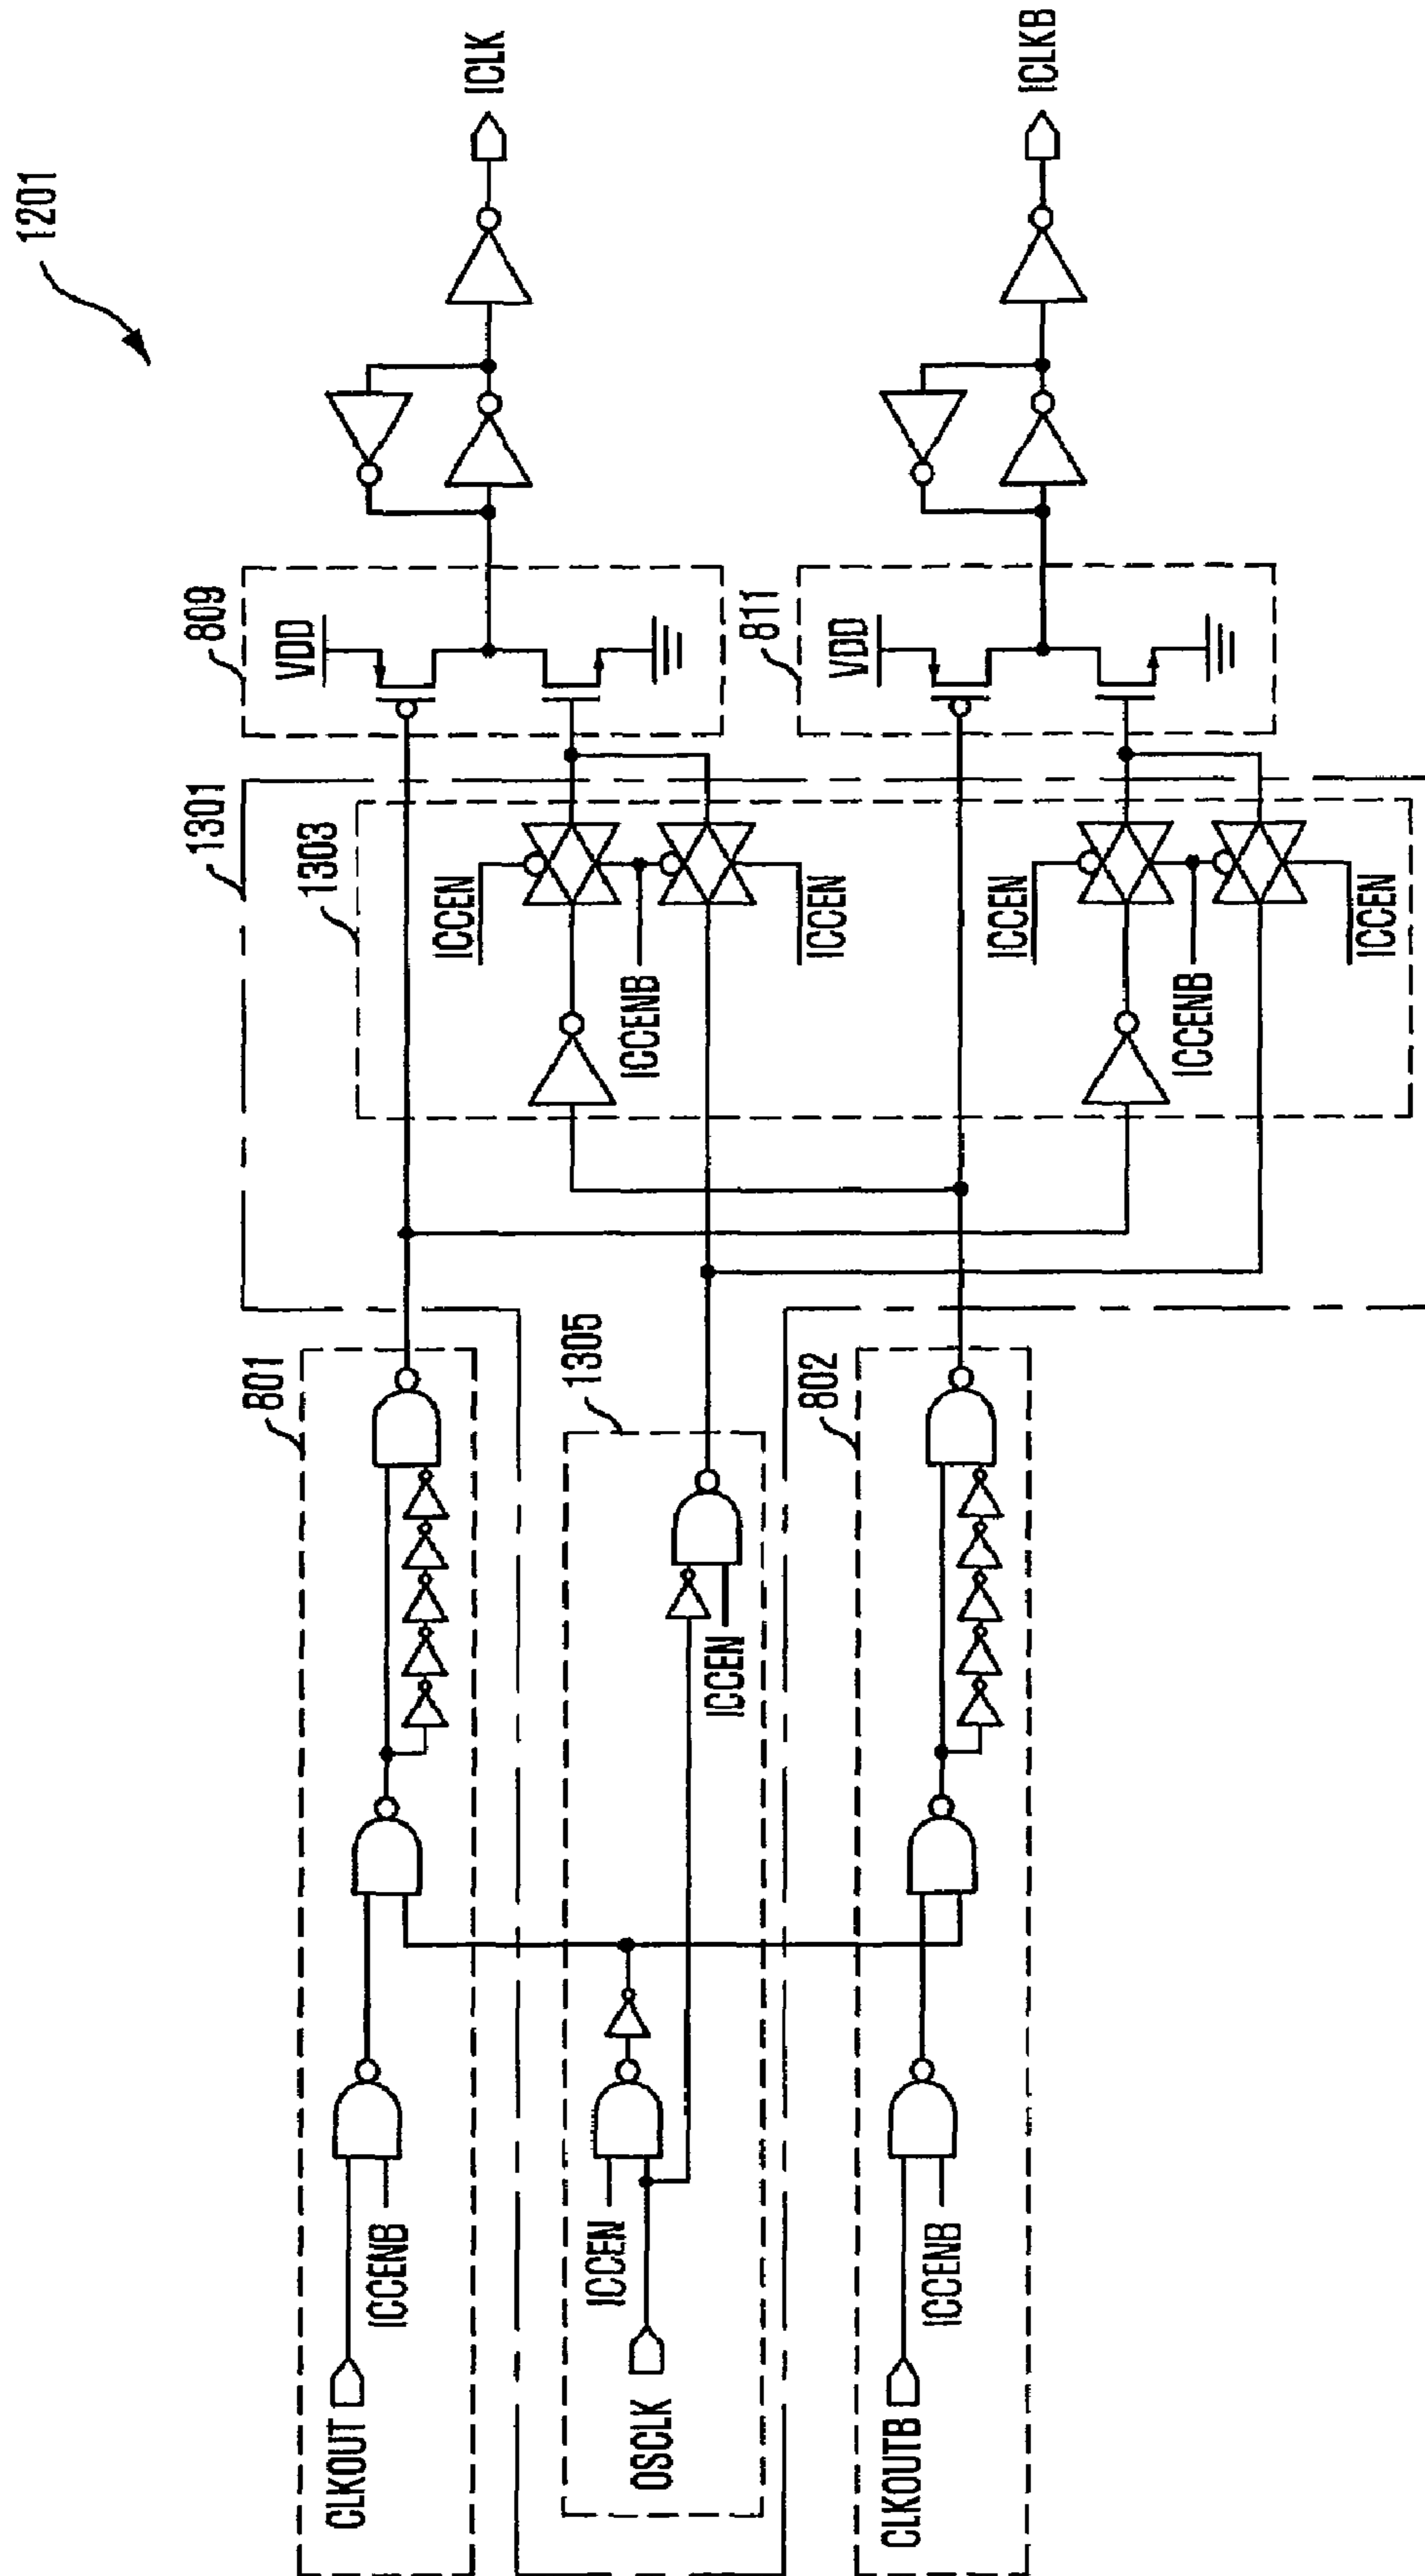 1201
801
CLKOUT
ICCENB
1301
1303
809
VDD
ICLK
ICCEN
ICCENB
ICCEN
1305
ICCEN
OSCLK
ICCEN
802
CLKOUTB
ICCENB
811
VDD
ICLKB
ICCEN
ICCENB
ICCEN